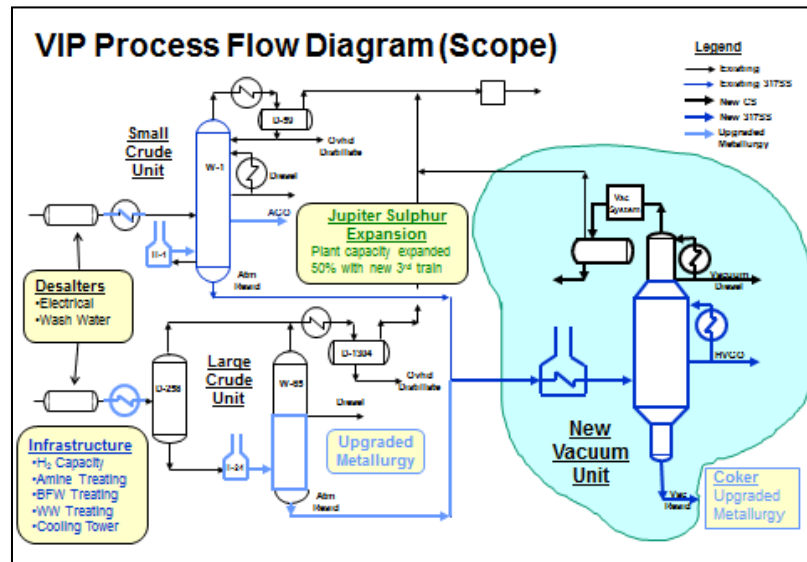 VIP Process Flow Diagram (Scope)
Legend
Existing
Existing 317SS
New CS
New 317SS
Upgraded
Metallurgy
D-59
Ovhd
Distillate
Small
Crude
Unit
W-1
Diesel
AGO
H-1
Atm
Resid
Jupiter Sulphur
Expansion
Plant capacity expanded
50% with new 3rd train
Vac
System
Vacuum
Diesel
HVGO
Desalters
•Electrical
•Wash Water
D-1304
Ovhd
Distillate
D-258
Large
Crude
Unit
W-65
Diesel
Upgraded
Metallurgy
H-24
Atm
Resid
New
Vacuum
Unit
Infrastructure
•H₂ Capacity
•Amine Treating
•BFW Treating
•WW Treating
•Cooling Tower
Vac
Resid
Coker
Upgraded
Metallurgy